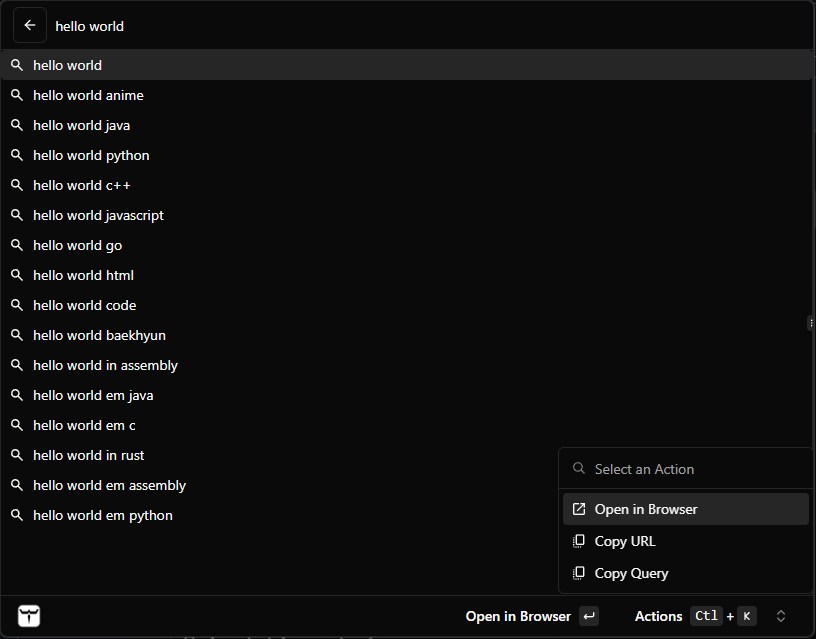 hello world
hello world
hello world anime
hello world java
hello world python
hello world c++
hello world javascript
hello world go
hello world html
hello world code
hello world baekhyun
hello world in assembly
hello world em java
hello world em c
hello world in rust
hello world em assembly
hello world em python
Select an Action
Open in Browser
Copy URL
Copy Query
Open in Browser Actions Ctl + K